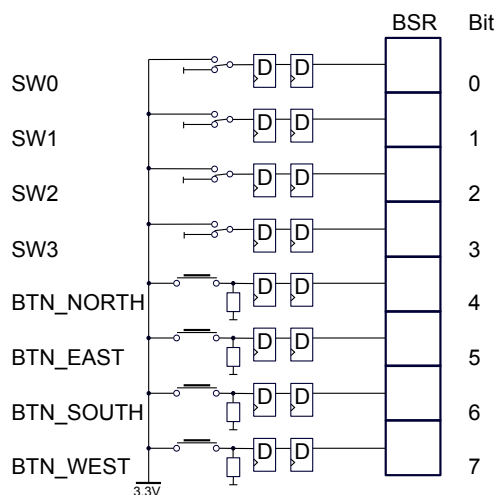 BSR Bit
SW0 D D 0
SW1 D D 1
SW2 D D 2
SW3 D D 3
BTN_NORTH D D 4
BTN_EAST D D 5
BTN_SOUTH D D 6
BTN_WEST D D 7
3.3V